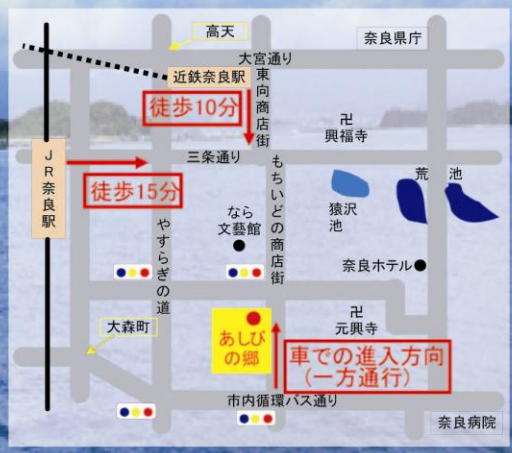 高天
奈良県庁
大宮通り
近鉄奈良駅
東向商店街
徒歩10分
卍
興福寺
三条通り
JR奈良駅
徒歩15分
もちいどの商店街
荒池
猿沢
池
なら
文藝館
やすらぎの道
奈良ホテル
大森町
卍
元興寺
あしび
の郷
車での進入方向
(一方通行)
市内循環バス通り
奈良病院